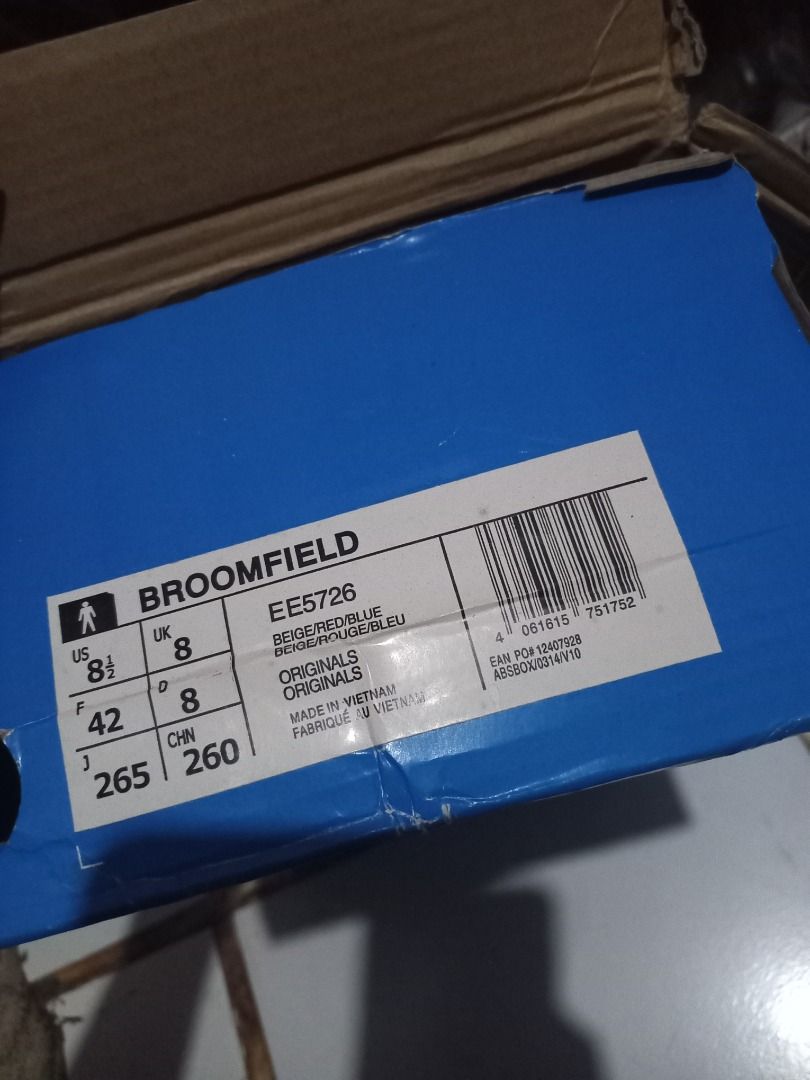 BROOMFIELD
US 8½
UK 8
F 42
D 8
J 265
CHN 260
EE5726
BEIGE/RED/BLUE
BEIGE/ROUGE/BLEU
ORIGINALS
ORIGINALS
MADE IN VIETNAM
FABRIQUÉ AU VIETNAM
4 061615 751752
EAN PO# 12407928
ABSBOX/0314/V10